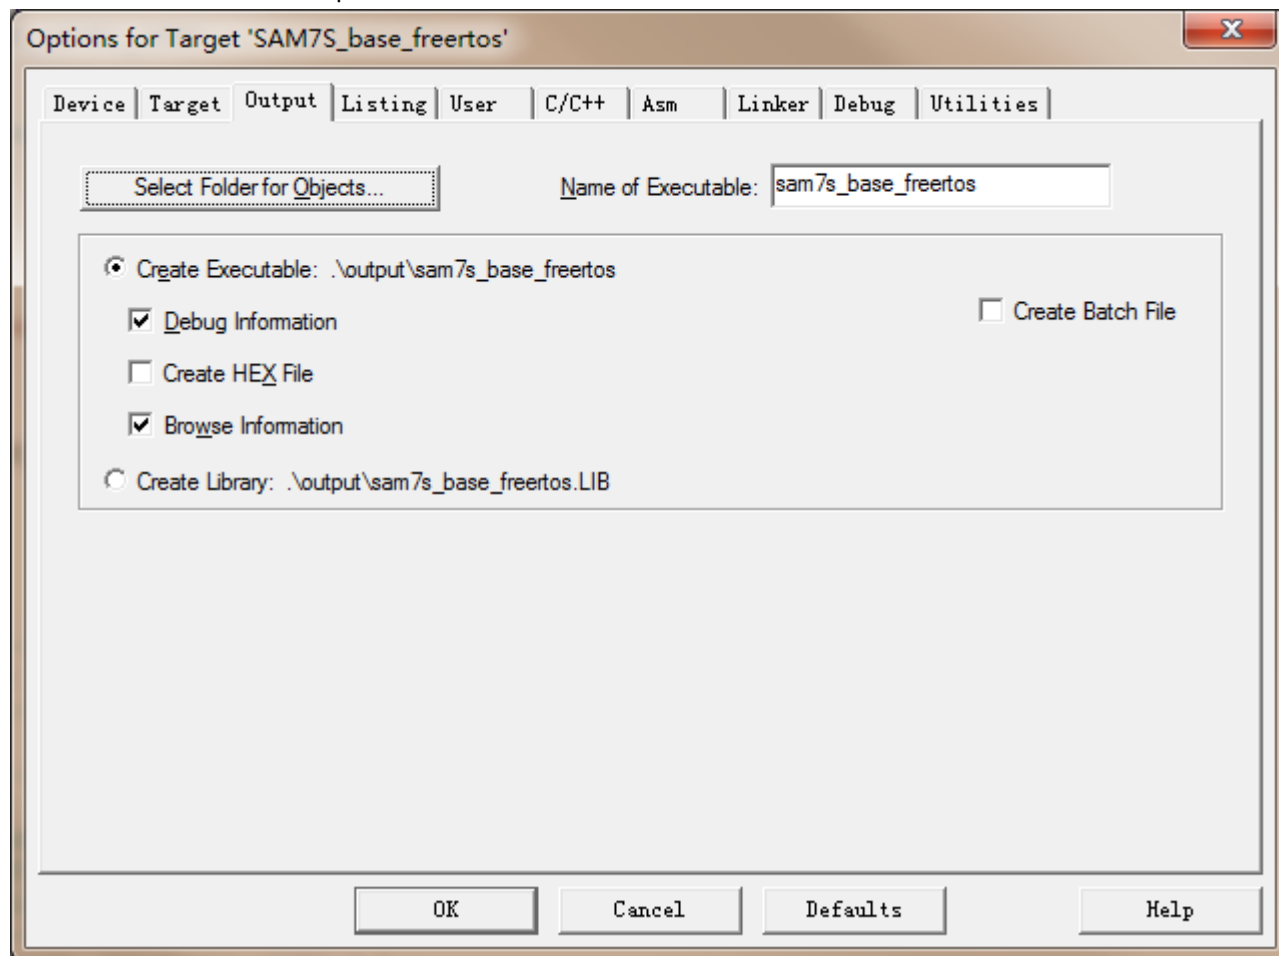 Options for Target 'SAM7S_base_freertos'
Device Target Output Listing User C/C++ Asm Linker Debug Utilities
Select Folder for Objects... Name of Executable: sam7s_base_freertos
Create Executable: .\output\sam7s_base_freertos
Debug Information Create Batch File
Create HEX File
Browse Information
Create Library: .\output\sam7s_base_freertos.LIB
OK Cancel Defaults Help